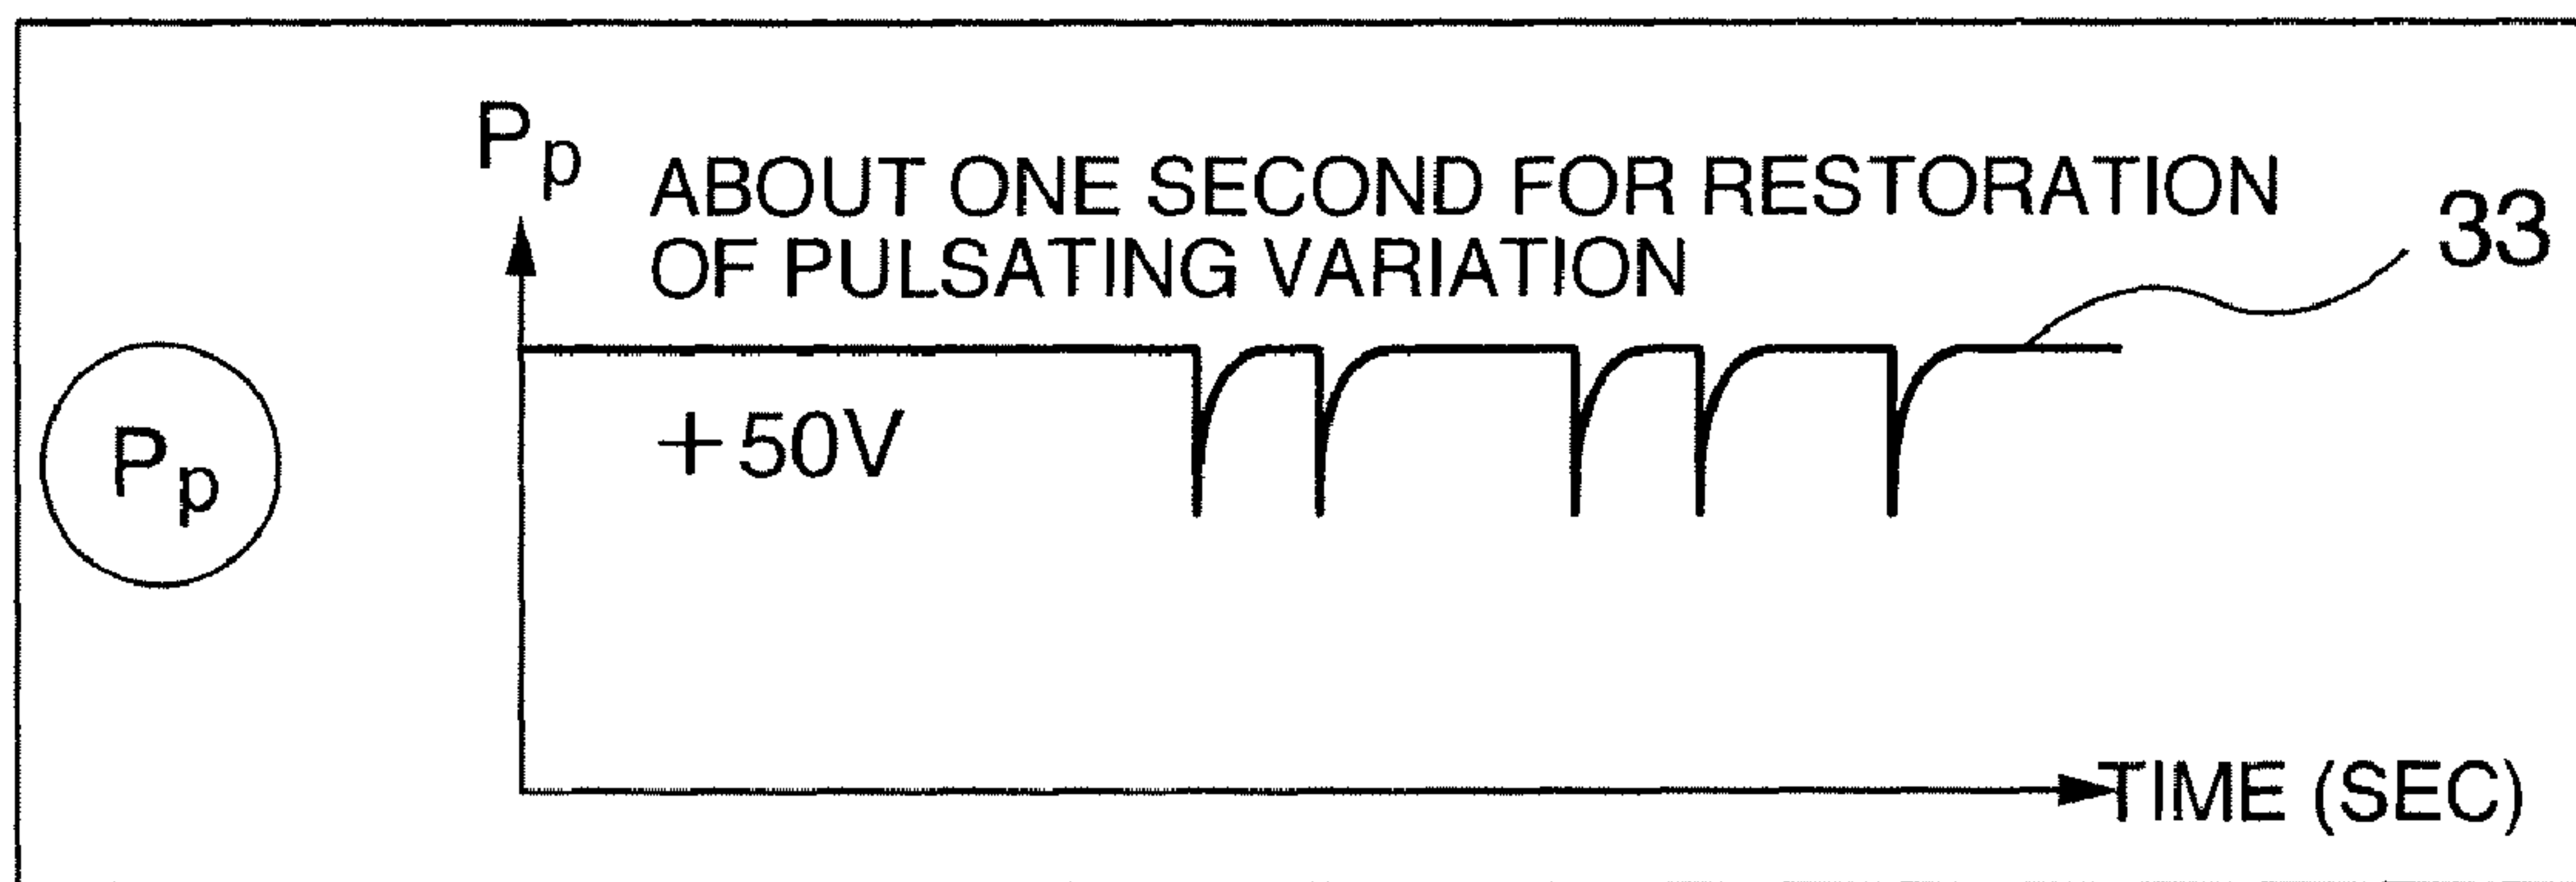 Pp
ABOUT ONE SECOND FOR RESTORATION
OF PULSATING VARIATION
33
+50V
Pp
TIME (SEC)